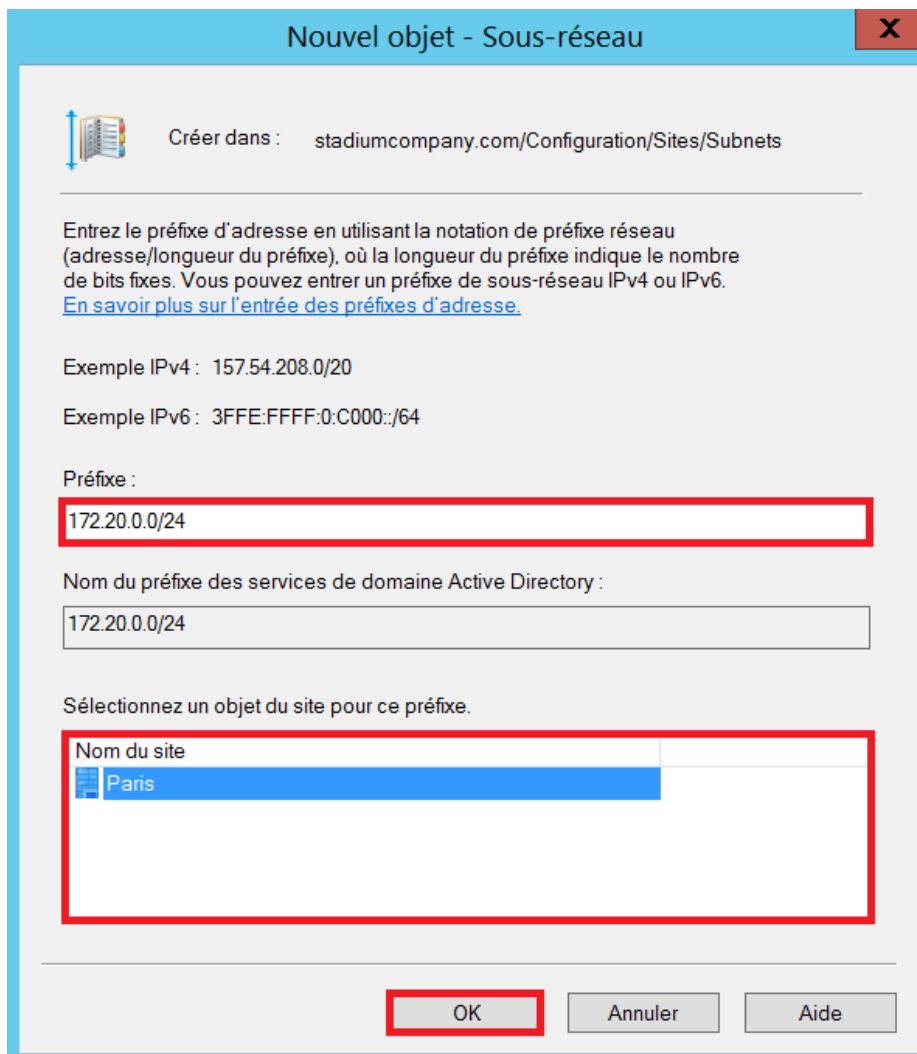 Nouvel objet - Sous-réseau
X
Créer dans : stadiumcompany.com/Configuration/Sites/Subnets
Entrez le préfixe d'adresse en utilisant la notation de préfixe réseau
(adresse/longueur du préfixe), où la longueur du préfixe indique le nombre
de bits fixes. Vous pouvez entrer un préfixe de sous-réseau IPv4 ou IPv6.
En savoir plus sur l'entrée des préfixes d'adresse.
Exemple IPv4 : 157.54.208.0/20
Exemple IPv6 : 3FFE:FFFF:0:C000::/64
Préfixe :
172.20.0.0/24
Nom du préfixe des services de domaine Active Directory :
172.20.0.0/24
Sélectionnez un objet du site pour ce préfixe.
Nom du site
Paris
OK Annuler Aide